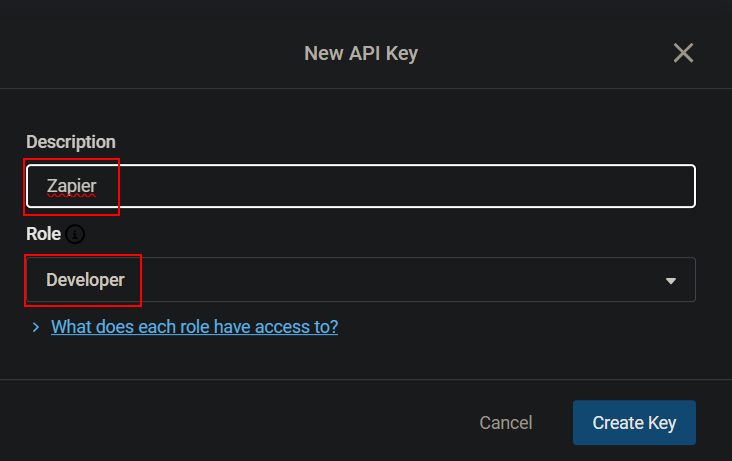 New API Key
Description
Zapier
Role
Developer
What does each role have access to?
Cancel
Create Key